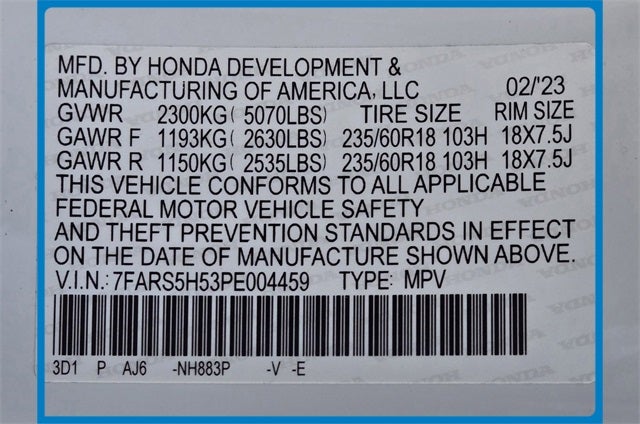 MFD. BY HONDA DEVELOPMENT &
MANUFACTURING OF AMERICA, LLC 02/'23
GVWR 2300KG( 5070LBS) TIRE SIZE RIM SIZE
GAWR F 1193KG( 2630LBS) 235/60R18 103H 18X7.5J
GAWR R 1150KG( 2535LBS) 235/60R18 103H 18X7.5J
THIS VEHICLE CONFORMS TO ALL APPLICABLE
FEDERAL MOTOR VEHICLE SAFETY
AND THEFT PREVENTION STANDARDS IN EFFECT
ON THE DATE OF MANUFACTURE SHOWN ABOVE.
V.I.N.: 7FARS5H53PE004459 TYPE: MPV
3D1 P AJ6 -NH883P -V -E